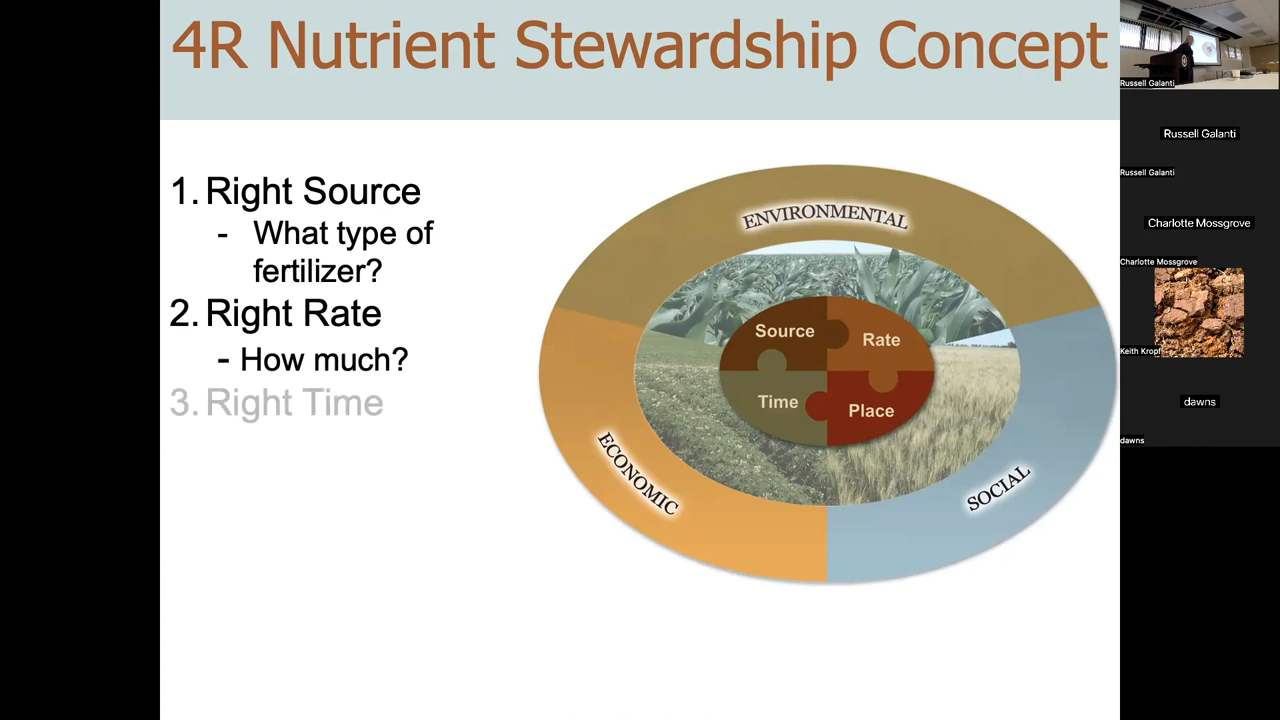 4R Nutrient Stewardship Concept
1. Right Source
- What type of
fertilizer?
2. Right Rate
- How much?
3. Right Time
ENVIRONMENTAL
Source
Rate
Time
Place
ECONOMIC
SOCIAL
Russell Galanti
Russell Galanti
Russell Galanti
Charlotte Mossgrove
Charlotte Mossgrove
Keith Kropf
dawns
dawns